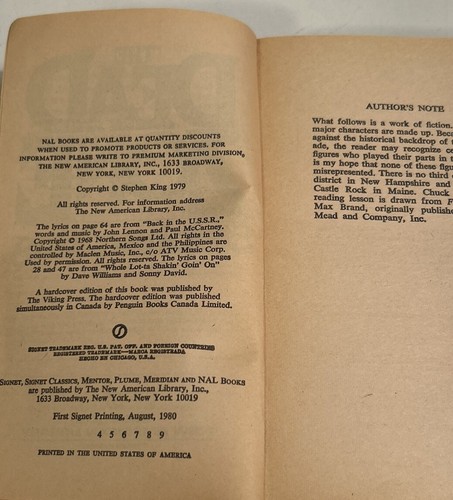 NAL BOOKS ARE AVAILABLE AT QUANTITY DISCOUNTS
WHEN USED TO PROMOTE PRODUCTS OR SERVICES. FOR
INFORMATION PLEASE WRITE TO PREMIUM MARKETING DIVISION,
THE NEW AMERICAN LIBRARY, INC., 1633 BROADWAY,
NEW YORK, NEW YORK 10019.
Copyright © Stephen King 1979
All rights reserved. For information address
The New American Library, Inc.
The lyrics on page 64 are from "Back in the U.S.S.R.,"
words and music by John Lennon and Paul McCartney.
Copyright © 1968 Northern Songs Ltd. All rights in the
United States of America, Mexico and the Philippines are
controlled by Maclen Music, Inc., c/o ATV Music Corp.
Used by permission. All rights reserved. The lyrics on pages
28 and 47 are from "Whole Lot-ta Shakin' Goin' On"
by Dave Williams and Sonny David.
A hardcover edition of this book was published by
The Viking Press. The hardcover edition was published
simultaneously in Canada by Penguin Books Canada Limited.
S
SIGNET TRADEMARK REG. U.S. PAT. OFF. AND FOREIGN COUNTRIES
REGISTERED TRADEMARK—MARCA REGISTRADA
HECHO EN CHICAGO, U.S.A.
SIGNET, SIGNET CLASSICS, MENTOR, PLUME, MERIDIAN AND NAL BOOKS
are published by The New American Library, Inc.,
1633 Broadway, New York, New York 10019
First Signet Printing, August, 1980
4 5 6 7 8 9
PRINTED IN THE UNITED STATES OF AMERICA
AUTHOR'S NOTE
What follows is a work of fiction.
major characters are made up. Beca
against the historical backdrop of t
ade, the reader may recognize ce
figures who played their parts in t
is my hope that none of these figur
misrepresented. There is no third c
district in New Hampshire and
Castle Rock in Maine. Chuck
reading lesson is drawn from F
Max Brand, originally published
Mead and Company, Inc.